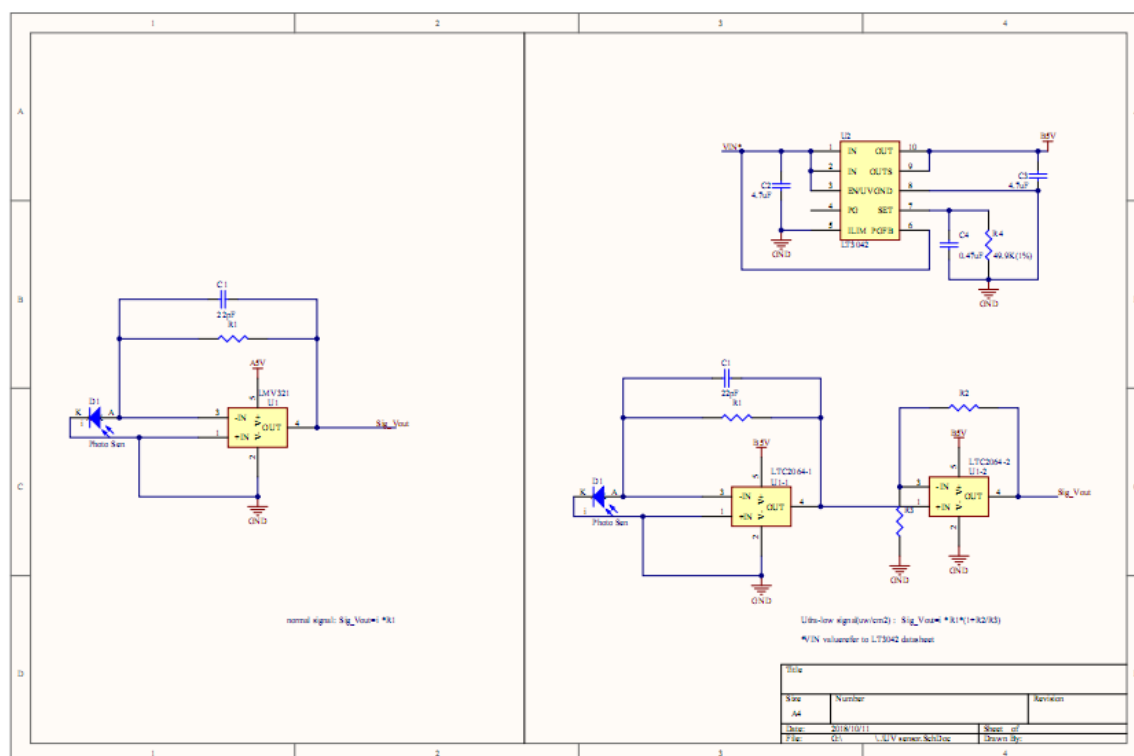 1
2
3
4
A
B
C
D
C1
22pF
R1
A5V
LMV321
U1
D1
K
A
i
Photo Sen
3
-IN
V+
5
OUT
4
1
+IN
V-
2
GND
Sig_Vout
normal signal: Sig_Vout=i *R1
U2
VIN*
1 IN OUT 10
2 IN OUTS 9
3 EN/UV GND 8
4 PG SET 7
5 ILIM PGFB 6
LT3042
C2
4.7uF
GND
B5V
C3
4.7uF
C4
0.47uF
R4
49.9K(1%)
GND
C1
22pF
R1
B5V
LTC2064-1
U1-1
D1
K
A
i
Photo Sen
3
-IN
V+
5
OUT
4
1
+IN
V-
2
GND
R2
B5V
LTC2064-2
U1-2
3
-IN
V+
5
OUT
4
1
+IN
V-
2
R3
GND
GND
Sig_Vout
Ultra-low signal(uw/cm2) : Sig_Vout=i *R1*(1+R2/R3)
*VIN valuerefer to LT3042 datasheet
Title
Size
Number
Revision
A4
Date:
2018/10/11
Sheet of
File:
G:\
\..\UV sensor.SchDoc
Drawn By:
1
2
3
4